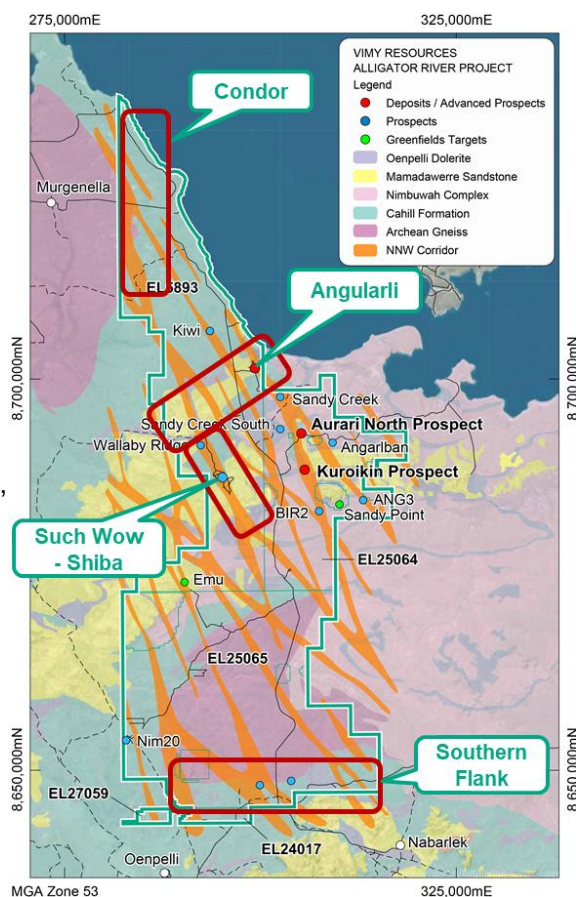 275,000mE
325,000mE
VIMY RESOURCES
ALLIGATOR RIVER PROJECT
Legend
Deposits / Advanced Prospects
Prospects
Greenfields Targets
Oenpelli Dolerite
Mamadawerre Sandstone
Nimbuwah Complex
Cahill Formation
Archean Gneiss
NNW Corridor
Condor
Murgenella
EL5893
Angularli
Kiwi
8,700,000mN
8,700,000mN
Sandy Creek
Sandy Creek South
Aurari North Prospect
Wallaby Ridge
Angarlban
Kuroikin Prospect
,
ANG3
BIR2
Sandy Point
Such Wow
- Shiba
EL25064
Emu
EL25065
Nim20
Southern
Flank
8,650,000mN
8,650,000mN
EL27059
EL24017
Nabarlek
Oenpelli
MGA Zone 53
325,000mE